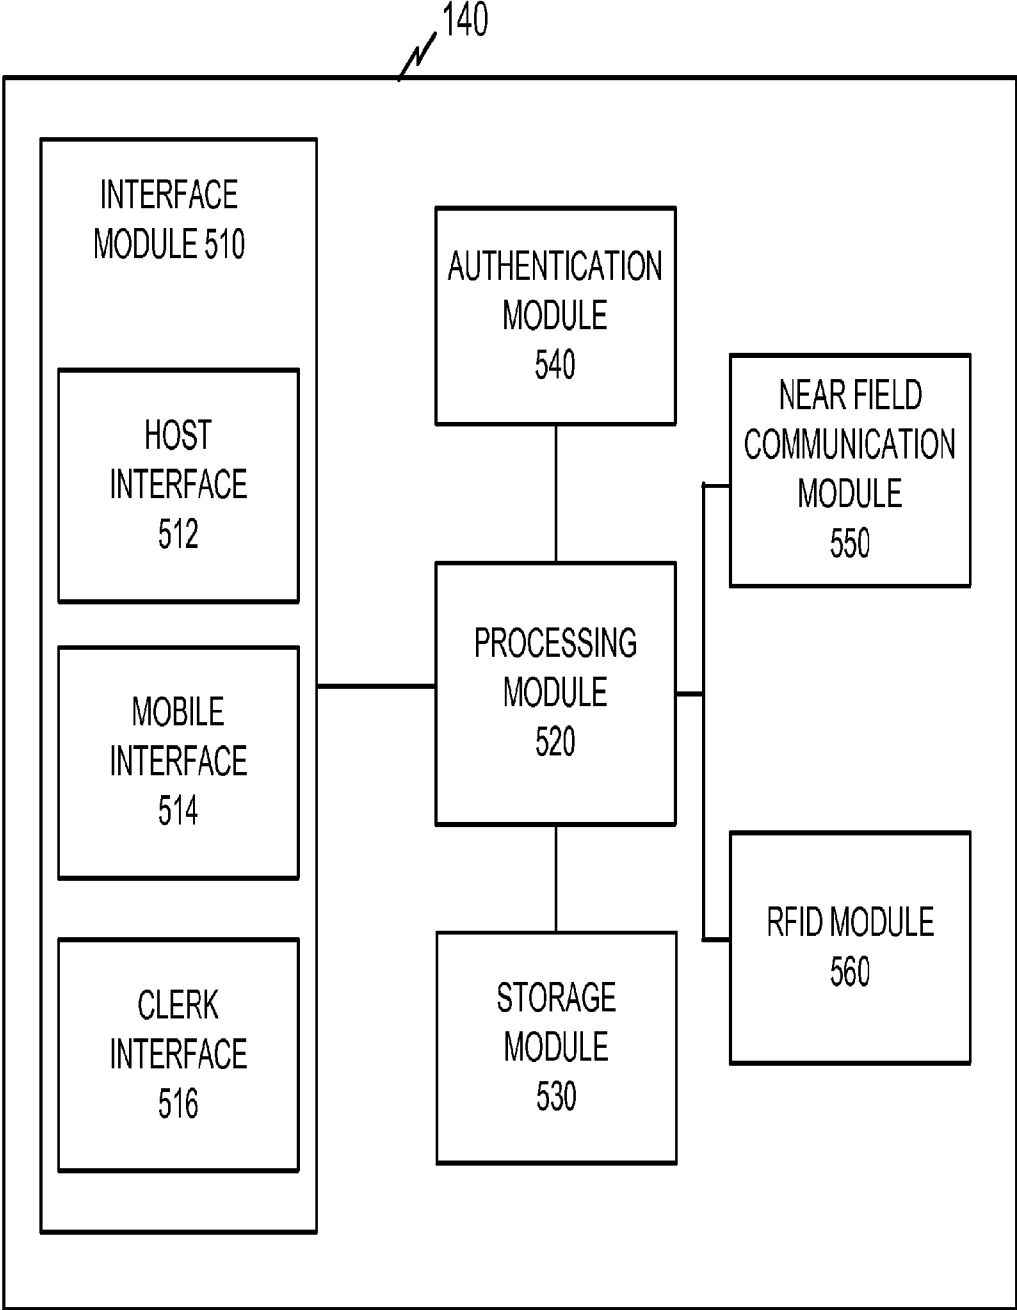 140
INTERFACE
MODULE 510
HOST
INTERFACE
512
MOBILE
INTERFACE
514
CLERK
INTERFACE
516
AUTHENTICATION
MODULE
540
PROCESSING
MODULE
520
STORAGE
MODULE
530
NEAR FIELD
COMMUNICATION
MODULE
550
RFID MODULE
560